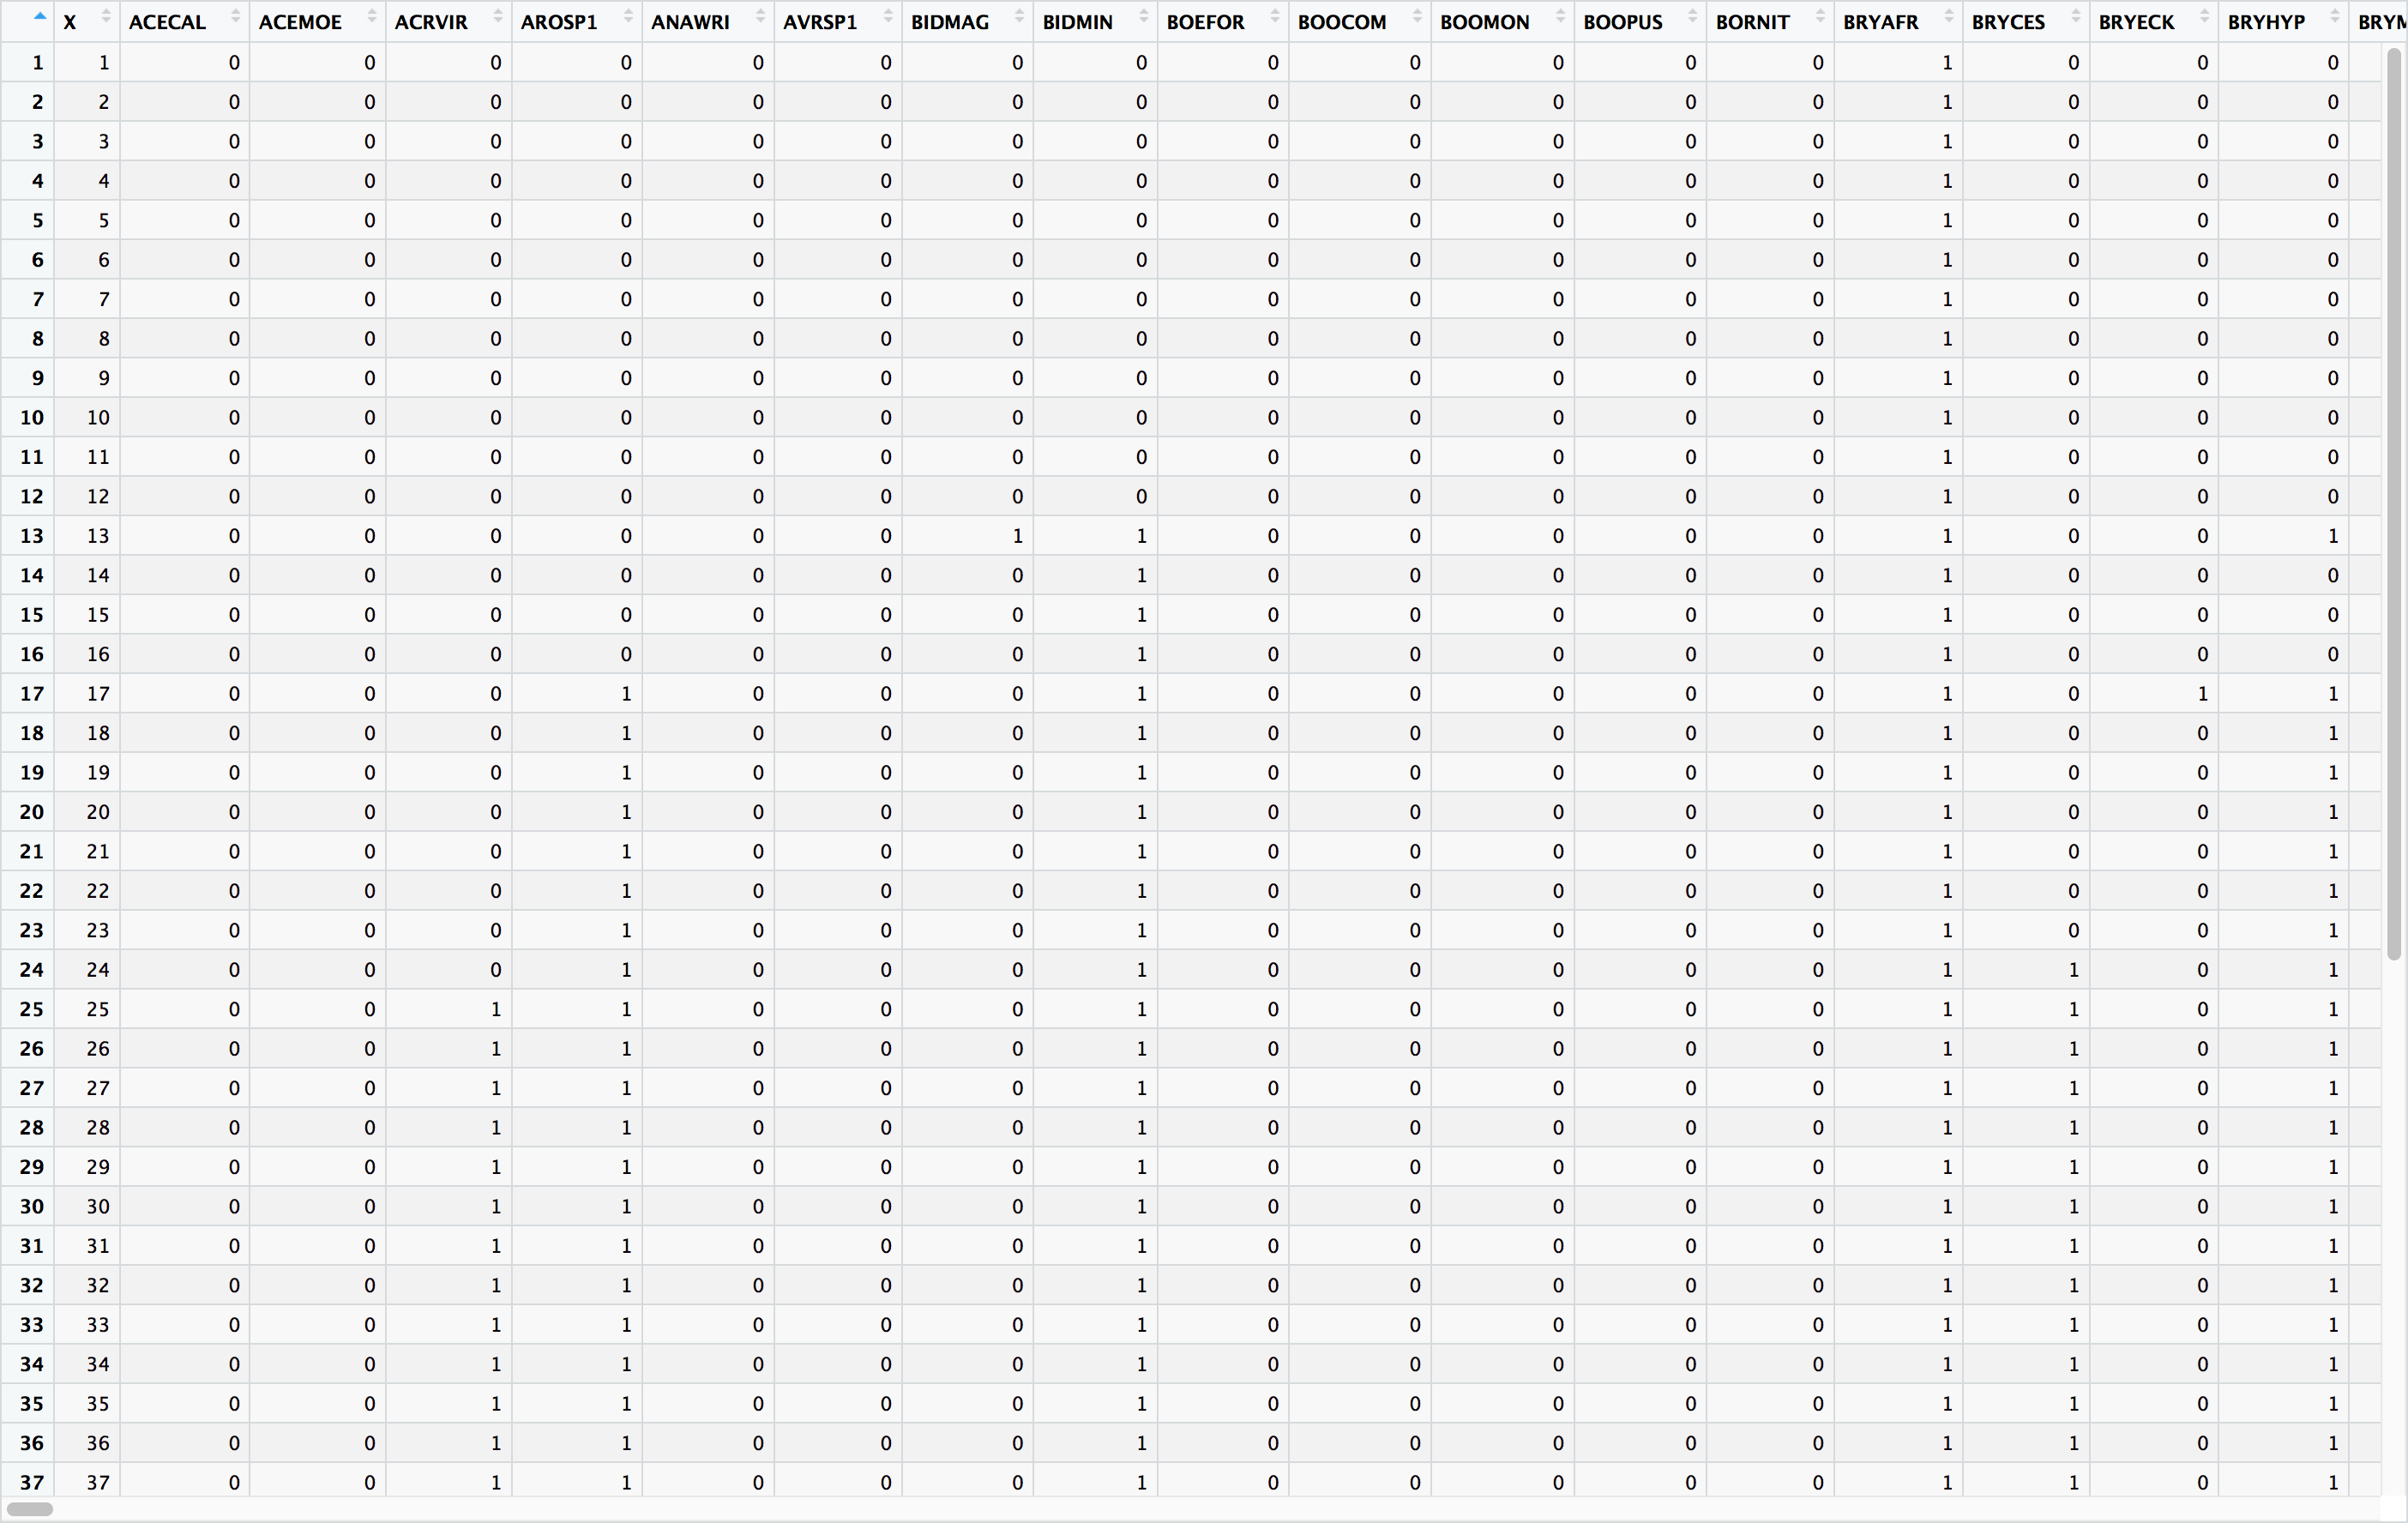 X ACECAL ACEMOE ACRVIR AROSP1 ANAWRI AVRSP1 BIDMAG BIDMIN BOEFOR BOOCOM BOOMON BOOPUS BORNIT BRYAFR BRYCES BRYECK BRYHYP
1 1 0 0 0 0 0 0 0 0 0 0 0 0 0 1 0 0 0
2 2 0 0 0 0 0 0 0 0 0 0 0 0 0 1 0 0 0
3 3 0 0 0 0 0 0 0 0 0 0 0 0 0 1 0 0 0
4 4 0 0 0 0 0 0 0 0 0 0 0 0 0 1 0 0 0
5 5 0 0 0 0 0 0 0 0 0 0 0 0 0 1 0 0 0
6 6 0 0 0 0 0 0 0 0 0 0 0 0 0 1 0 0 0
7 7 0 0 0 0 0 0 0 0 0 0 0 0 0 1 0 0 0
8 8 0 0 0 0 0 0 0 0 0 0 0 0 0 1 0 0 0
9 9 0 0 0 0 0 0 0 0 0 0 0 0 0 1 0 0 0
10 10 0 0 0 0 0 0 0 0 0 0 0 0 0 1 0 0 0
11 11 0 0 0 0 0 0 0 0 0 0 0 0 0 1 0 0 0
12 12 0 0 0 0 0 0 0 0 0 0 0 0 0 1 0 0 0
13 13 0 0 0 0 0 0 1 1 0 0 0 0 0 1 0 0 1
14 14 0 0 0 0 0 0 0 1 0 0 0 0 0 1 0 0 0
15 15 0 0 0 0 0 0 0 1 0 0 0 0 0 1 0 0 0
16 16 0 0 0 0 0 0 0 1 0 0 0 0 0 1 0 0 0
17 17 0 0 0 1 0 0 0 1 0 0 0 0 0 1 0 1 1
18 18 0 0 0 1 0 0 0 1 0 0 0 0 0 1 0 0 1
19 19 0 0 0 1 0 0 0 1 0 0 0 0 0 1 0 0 1
20 20 0 0 0 1 0 0 0 1 0 0 0 0 0 1 0 0 1
21 21 0 0 0 1 0 0 0 1 0 0 0 0 0 1 0 0 1
22 22 0 0 0 1 0 0 0 1 0 0 0 0 0 1 0 0 1
23 23 0 0 0 1 0 0 0 1 0 0 0 0 0 1 0 0 1
24 24 0 0 0 1 0 0 0 1 0 0 0 0 0 1 1 0 1
25 25 0 0 1 1 0 0 0 1 0 0 0 0 0 1 1 0 1
26 26 0 0 1 1 0 0 0 1 0 0 0 0 0 1 1 0 1
27 27 0 0 1 1 0 0 0 1 0 0 0 0 0 1 1 0 1
28 28 0 0 1 1 0 0 0 1 0 0 0 0 0 1 1 0 1
29 29 0 0 1 1 0 0 0 1 0 0 0 0 0 1 1 0 1
30 30 0 0 1 1 0 0 0 1 0 0 0 0 0 1 1 0 1
31 31 0 0 1 1 0 0 0 1 0 0 0 0 0 1 1 0 1
32 32 0 0 1 1 0 0 0 1 0 0 0 0 0 1 1 0 1
33 33 0 0 1 1 0 0 0 1 0 0 0 0 0 1 1 0 1
34 34 0 0 1 1 0 0 0 1 0 0 0 0 0 1 1 0 1
35 35 0 0 1 1 0 0 0 1 0 0 0 0 0 1 1 0 1
36 36 0 0 1 1 0 0 0 1 0 0 0 0 0 1 1 0 1
37 37 0 0 1 1 0 0 0 1 0 0 0 0 0 1 1 0 1